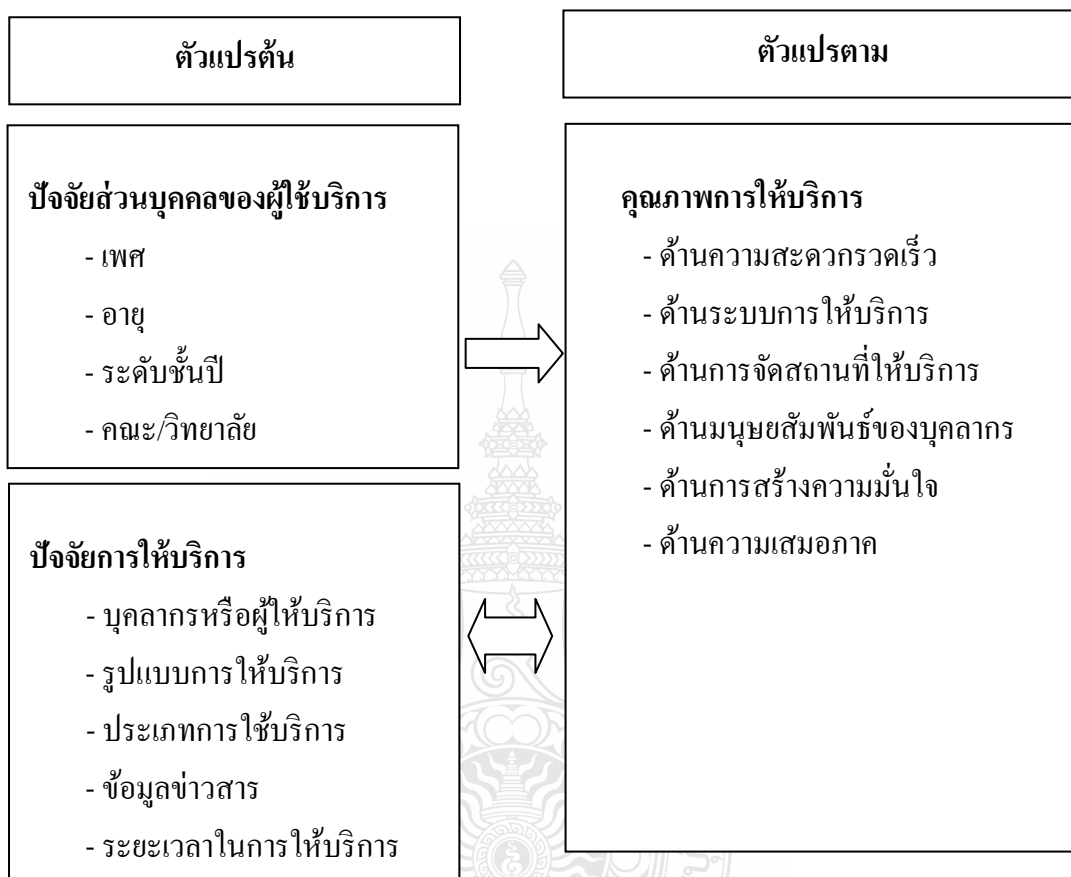 ตัวแปรต้น
ตัวแปรตาม
ปัจจัยส่วนบุคคลของผู้ใช้บริการ
- เพศ
- อายุ
- ระดับชั้นปี
- คณะ/วิทยาลัย
ปัจจัยการให้บริการ
- บุคลากรหรือผู้ให้บริการ
- รูปแบบการให้บริการ
- ประเภทการใช้บริการ
- ข้อมูลข่าวสาร
- ระยะเวลาในการให้บริการ
คุณภาพการให้บริการ
- ด้านความสะดวกรวดเร็ว
- ด้านระบบการให้บริการ
- ด้านการจัดสถานที่ให้บริการ
- ด้านมนุษยสัมพันธ์ของบุคลากร
- ด้านการสร้างความมั่นใจ
- ด้านความเสมอภาค